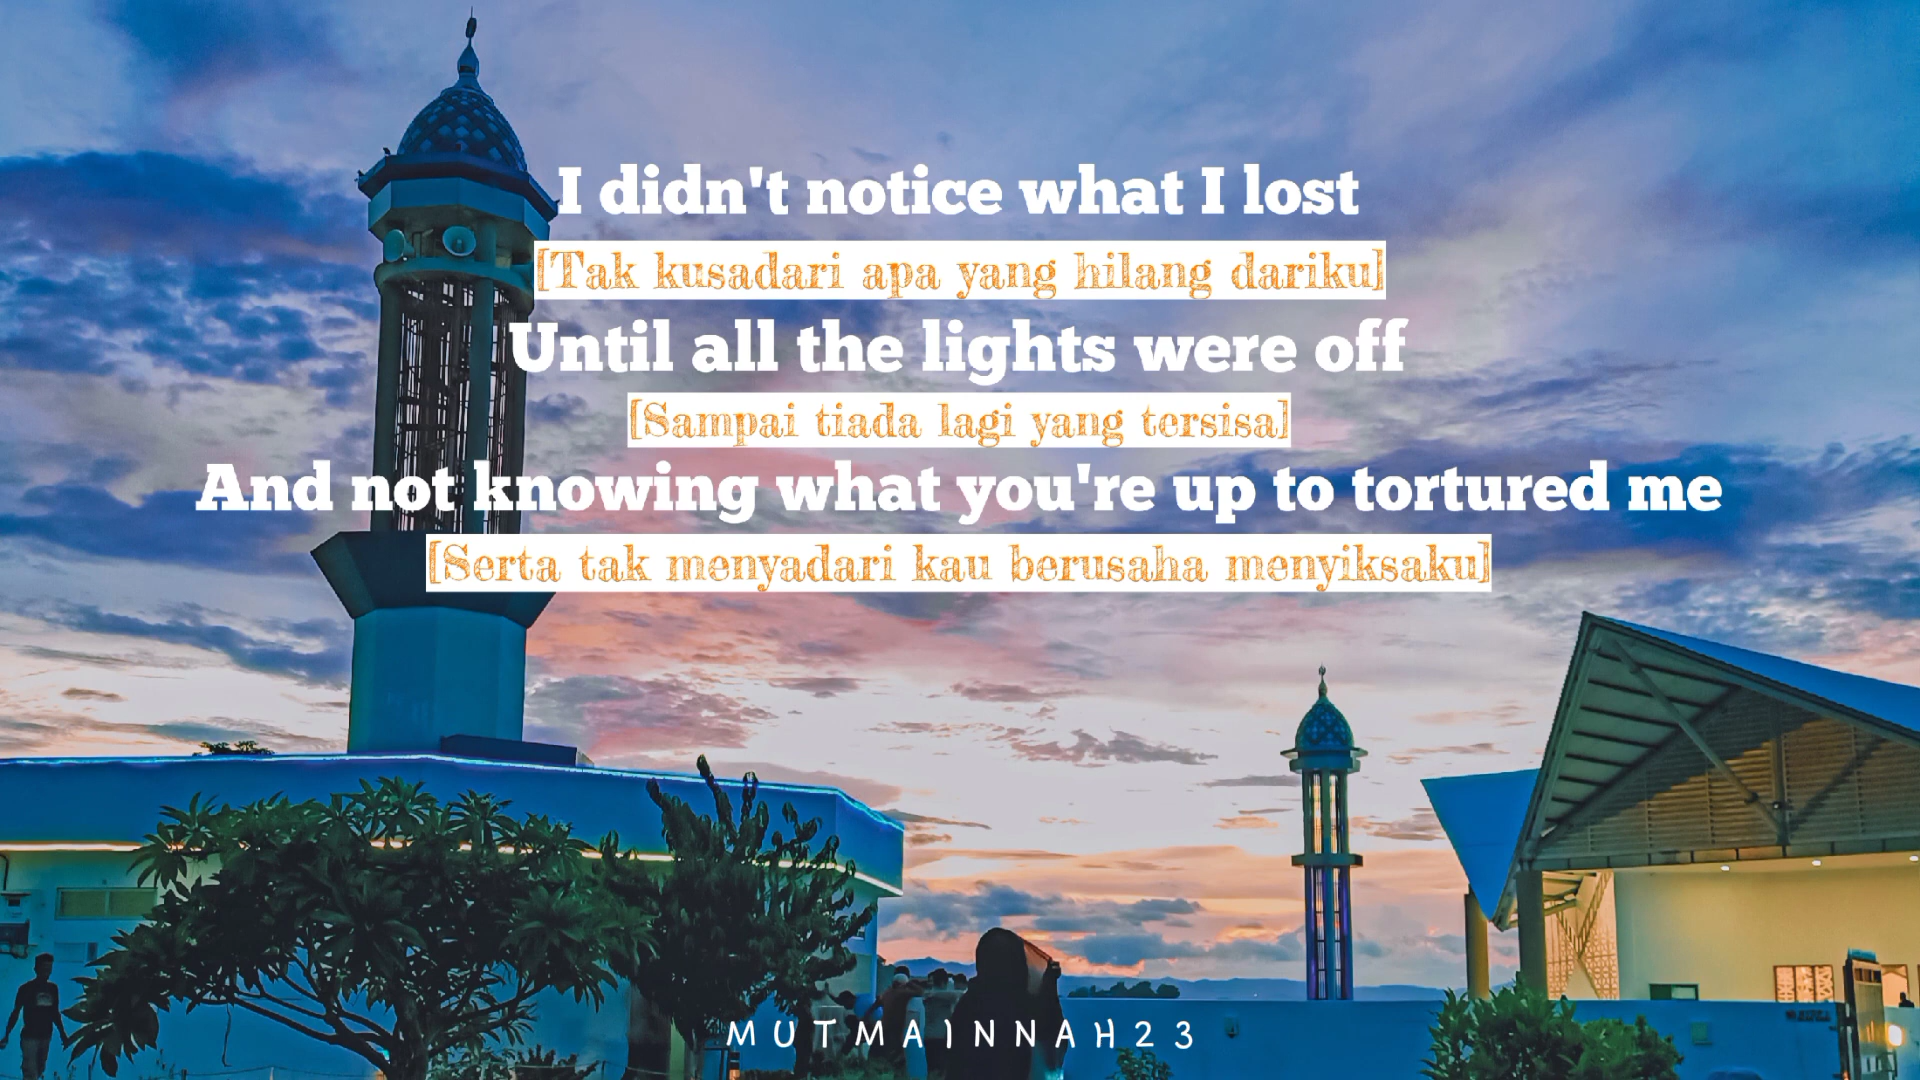 I didn't notice what I lost
[Tak kusadari apa yang hilang dariku]
Until all the lights were off
[Sampai tiada lagi yang tersisa]
And not knowing what you're up to tortured me
[Serta tak menyadari kau berusaha menyiksaku]
MUTMAINNAH23